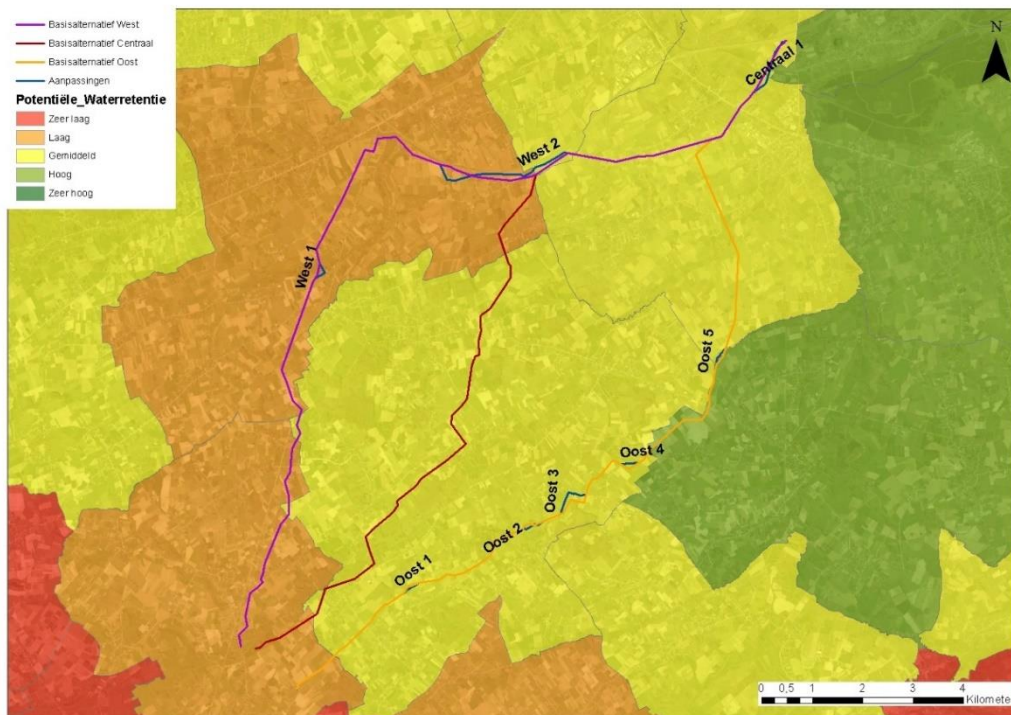 Basisalternatief West
Basisalternatief Centraal
Basisalternatief Oost
Aanpassingen
Potentiële_Waterretentie
Zeer laag
Laag
Gemiddeld
Hoog
Zeer hoog
N
Centraal 1
West 2
West 1
Oost 5
Oost 4
Oost 3
Oost 2
Oost 1
0 0,5 1 2 3 4
Kilomete